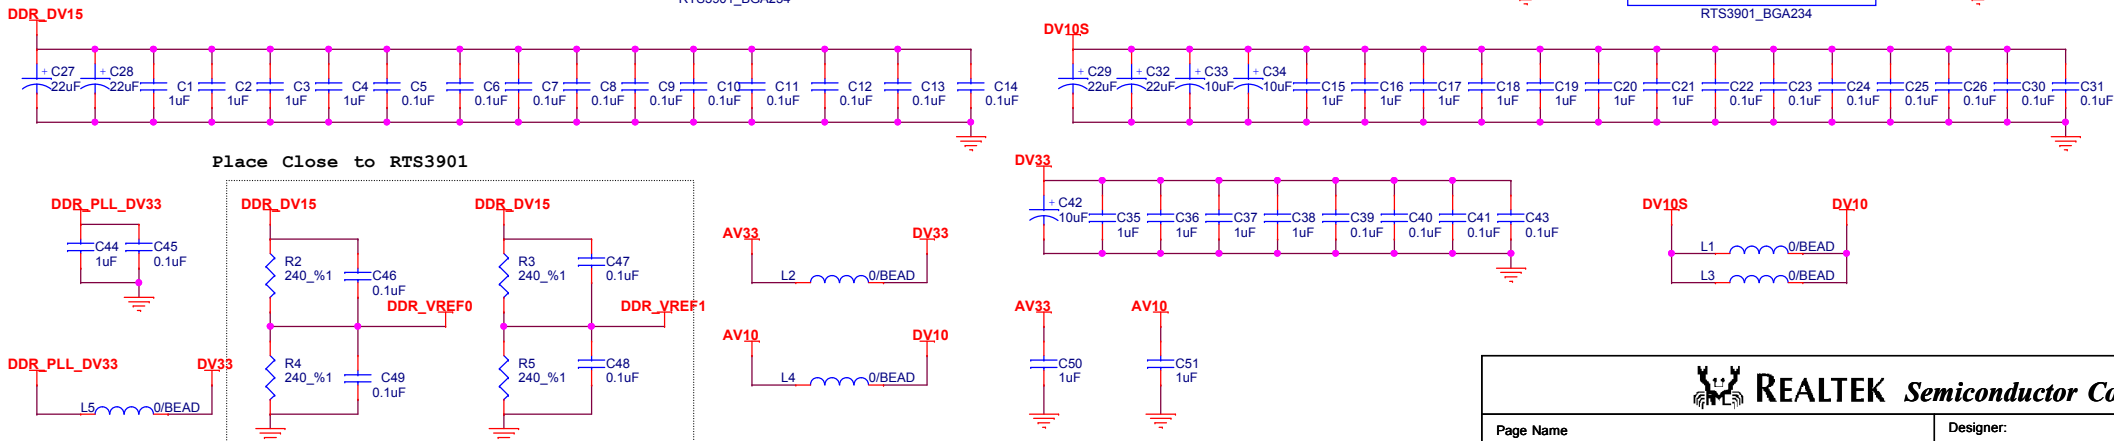 RTS3901_BGA234
RTS3901_BGA234
DDR_DV15
+ C27 22uF
+ C28 22uF
C1 1uF
C2 1uF
C3 1uF
C4 1uF
C5 0.1uF
C6 0.1uF
C7 0.1uF
C8 0.1uF
C9 0.1uF
C10 0.1uF
C11 0.1uF
C12 0.1uF
C13 0.1uF
C14 0.1uF
DV10S
+ C29 22uF
+ C32 22uF
+ C33 10uF
+ C34 10uF
C15 1uF
C16 1uF
C17 1uF
C18 1uF
C19 1uF
C20 1uF
C21 1uF
C22 0.1uF
C23 0.1uF
C24 0.1uF
C25 0.1uF
C26 0.1uF
C30 0.1uF
C31 0.1uF
Place Close to RTS3901
DDR_PLL_DV33
C44 1uF
C45 0.1uF
DDR_DV15
R2 240_%1
C46 0.1uF
DDR_VREF0
R4 240_%1
C49 0.1uF
DDR_DV15
R3 240_%1
C47 0.1uF
DDR_VREF1
R5 240_%1
C48 0.1uF
DDR_PLL_DV33
DV33
L5 0/BEAD
AV33
DV33
L2 0/BEAD
AV10
DV10
L4 0/BEAD
DV33
+ C42 10uF
C35 1uF
C36 1uF
C37 1uF
C38 1uF
C39 0.1uF
C40 0.1uF
C41 0.1uF
C43 0.1uF
AV33
C50 1uF
AV10
C51 1uF
DV10S
DV10
L1 0/BEAD
L3 0/BEAD
REALTEK Semiconductor Co
Page Name
Designer: